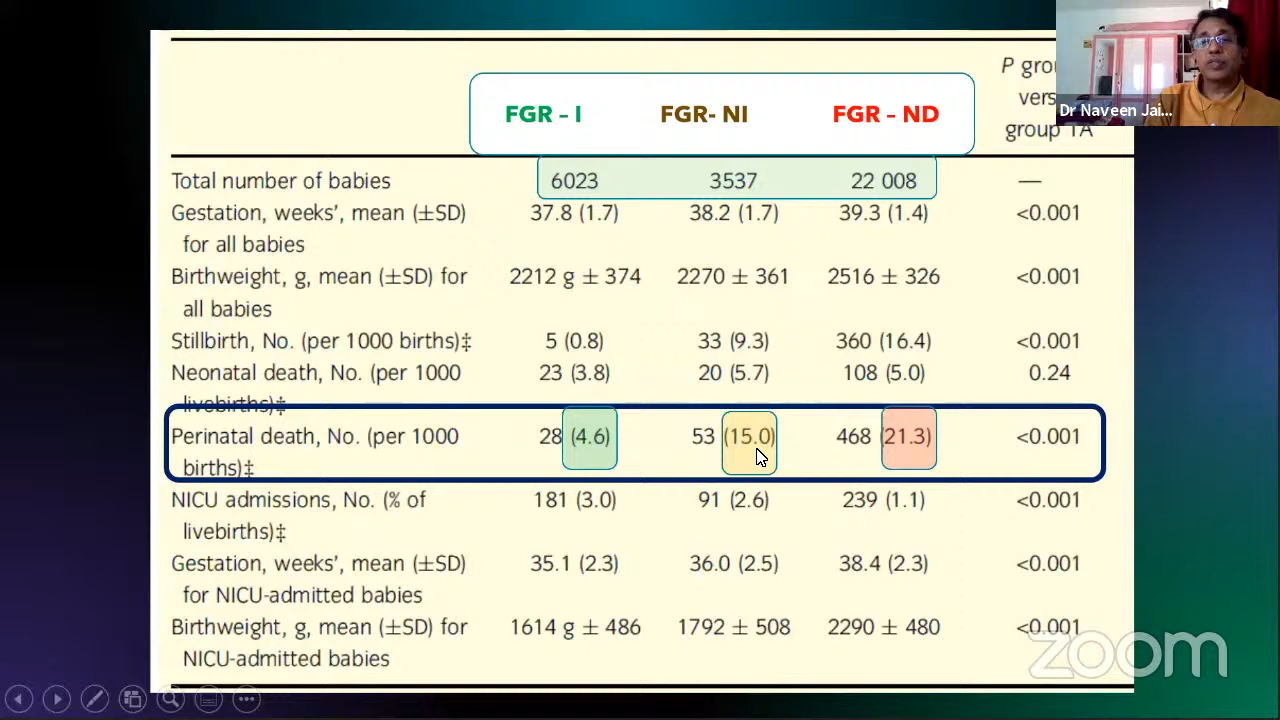 P gro
vers
group 1A
Dr Naveen Jai...
FGR – I FGR- NI FGR – ND
Total number of babies 6023 3537 22 008 —
Gestation, weeks’, mean (±SD) 37.8 (1.7) 38.2 (1.7) 39.3 (1.4) <0.001
for all babies
Birthweight, g, mean (±SD) for 2212 g ± 374 2270 ± 361 2516 ± 326 <0.001
all babies
Stillbirth, No. (per 1000 births)‡ 5 (0.8) 33 (9.3) 360 (16.4) <0.001
Neonatal death, No. (per 1000 23 (3.8) 20 (5.7) 108 (5.0) 0.24
livebirths)‡
Perinatal death, No. (per 1000 28 (4.6) 53 (15.0) 468 (21.3) <0.001
births)‡
NICU admissions, No. (% of 181 (3.0) 91 (2.6) 239 (1.1) <0.001
livebirths)‡
Gestation, weeks’, mean (±SD) 35.1 (2.3) 36.0 (2.5) 38.4 (2.3) <0.001
for NICU-admitted babies
Birthweight, g, mean (±SD) for 1614 g ± 486 1792 ± 508 2290 ± 480 <0.001
NICU-admitted babies
zoom